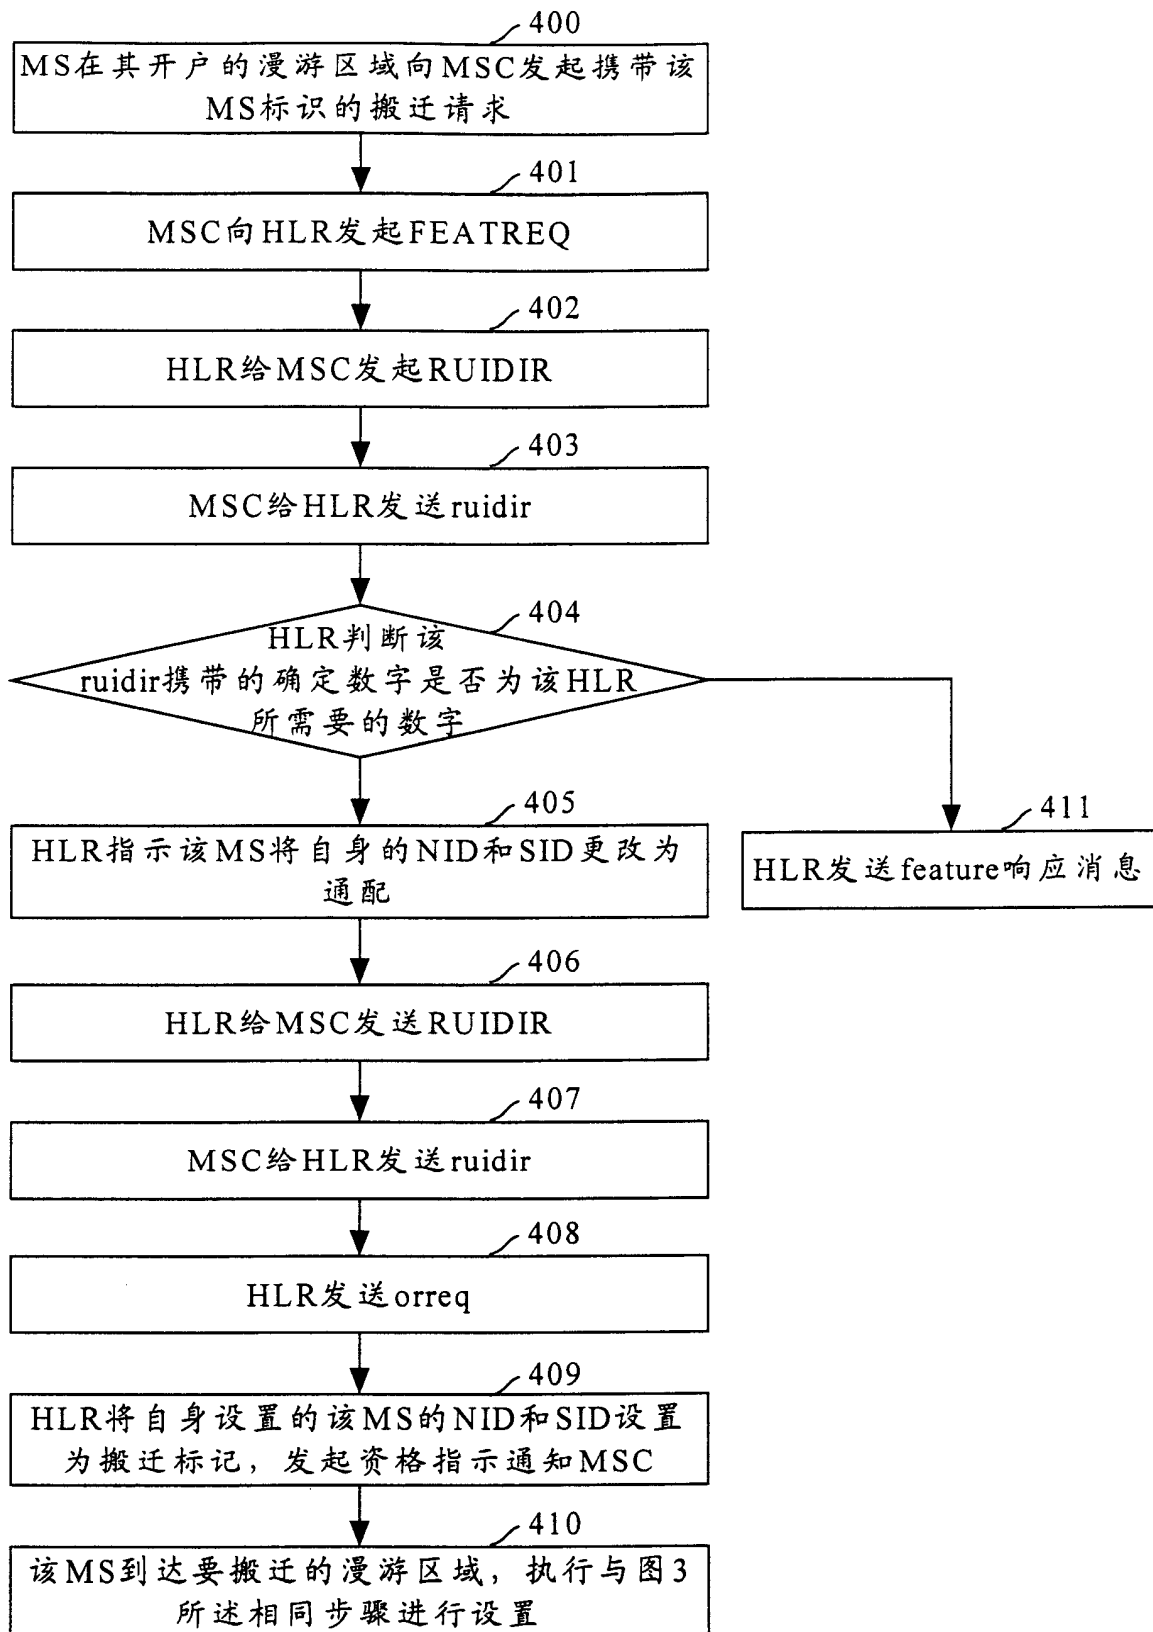 400
MS在其开户的漫游区域向MSC发起携带该
MS标识的搬迁请求
401
MSC向HLR发起FEATREQ
402
HLR给MSC发起RUIDIR
403
MSC给HLR发送ruidir
404
HLR判断该
ruidir携带的确定数字是否为该HLR
所需要的数字
405
HLR指示该MS将自身的NID和SID更改为
通配
411
HLR发送feature响应消息
406
HLR给MSC发送RUIDIR
407
MSC给HLR发送ruidir
408
HLR发送orreq
409
HLR将自身设置的该MS的NID和SID设置
为搬迁标记，发起资格指示通知MSC
410
该MS到达要搬迁的漫游区域，执行与图3
所述相同步骤进行设置